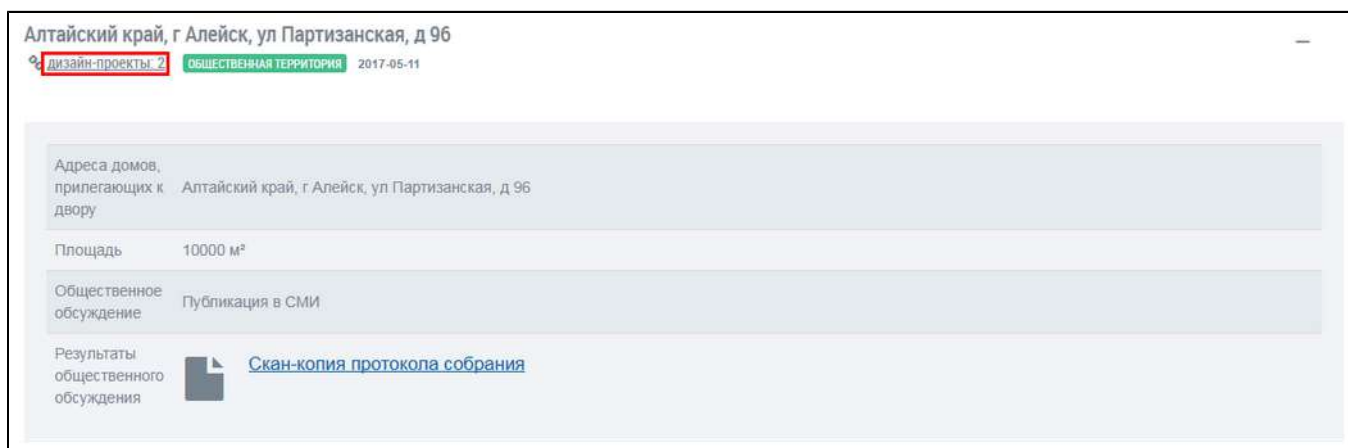 Алтайский край, г Алейск, ул Партизанская, д 96
дизайн-проекты: 2 ОБЩЕСТВЕННАЯ ТЕРРИТОРИЯ 2017-05-11
Адреса домов,
прилегающих к
двору
Алтайский край, г Алейск, ул Партизанская, д 96
Площадь 10000 м²
Общественное
обсуждение
Публикация в СМИ
Результаты
общественного
обсуждения
Скан-копия протокола собрания